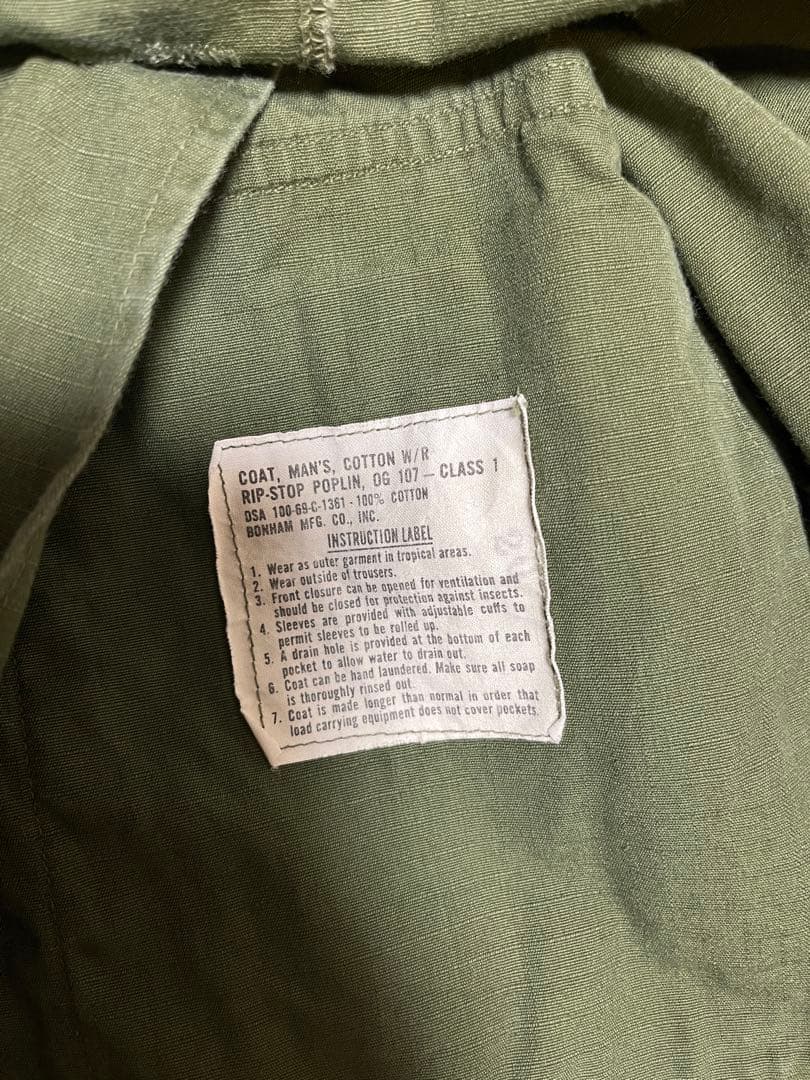 COAT, MAN'S, COTTON W/R
RIP-STOP POPLIN, OG 107 – CLASS 1
DSA 100-69-C-1361 - 100% COTTON
BONHAM MFG. CO., INC.
INSTRUCTION LABEL
1. Wear as outer garment in tropical areas.
2. Wear outside of trousers.
3. Front closure can be opened for ventilation and
should be closed for protection against insects.
4. Sleeves are provided with adjustable cuffs to
permit sleeves to be rolled up.
5. A drain hole is provided at the bottom of each
pocket to allow water to drain out.
6. Coat can be hand laundered. Make sure all soap
is thoroughly rinsed out.
7. Coat is made longer than normal in order that
load carrying equipment does not cover pockets.